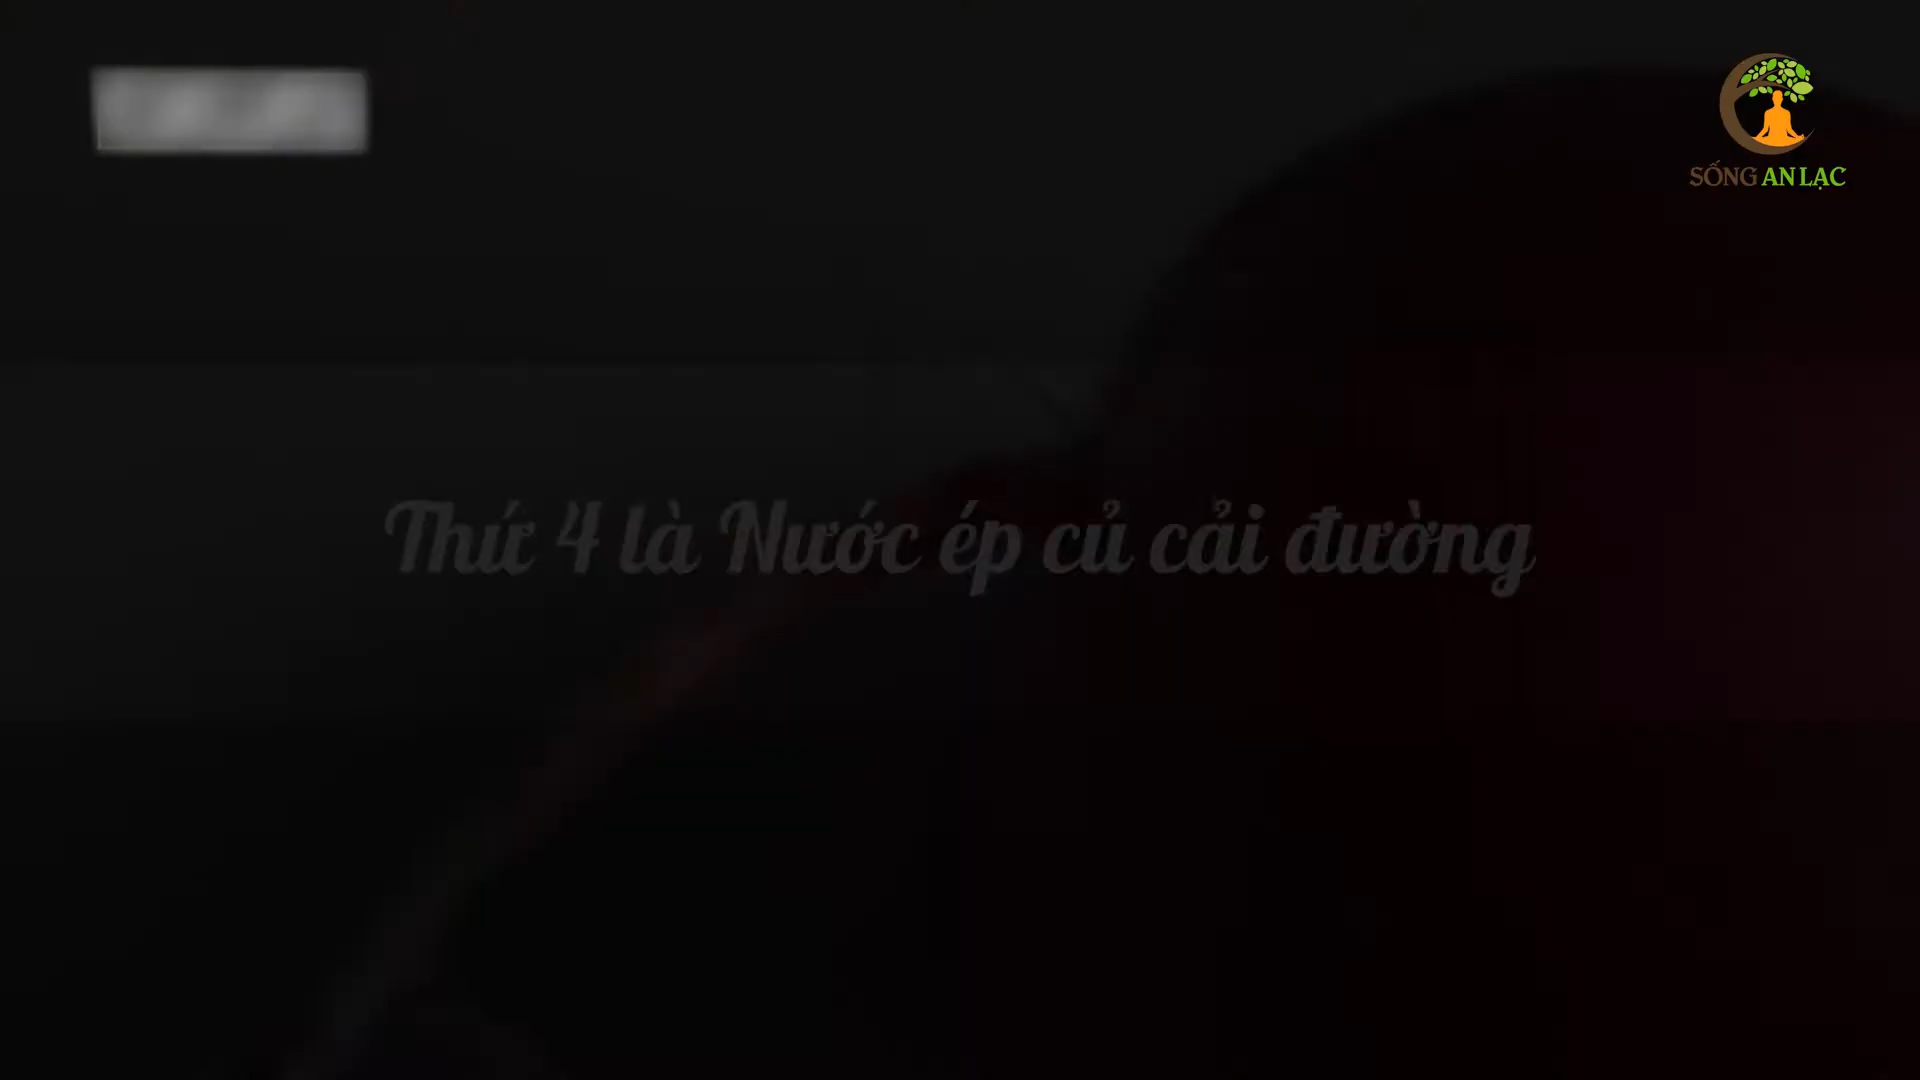 SỐNG AN LẠC
Thứ 4 là Nước ép củ cải đường